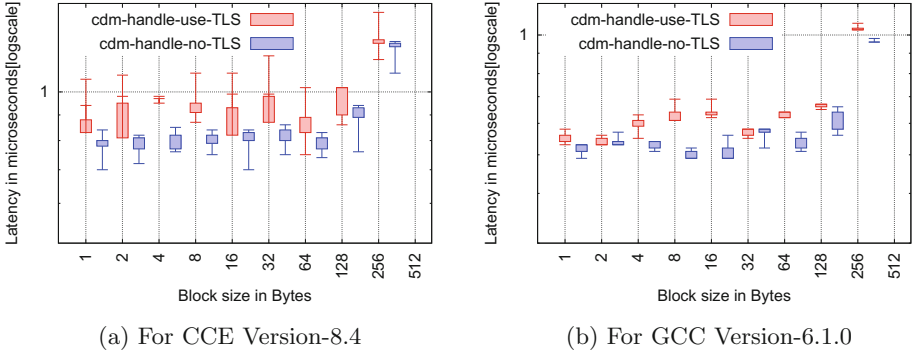 cdm-handle-use-TLS
cdm-handle-no-TLS
1
Latency in microseconds[logscale]
1 2 4 8 16 32 64 128 256 512
Block size in Bytes
(a) For CCE Version-8.4
cdm-handle-use-TLS
cdm-handle-no-TLS
1
Latency in microseconds[logscale]
1 2 4 8 16 32 64 128 256 512
Block size in Bytes
(b) For GCC Version-6.1.0